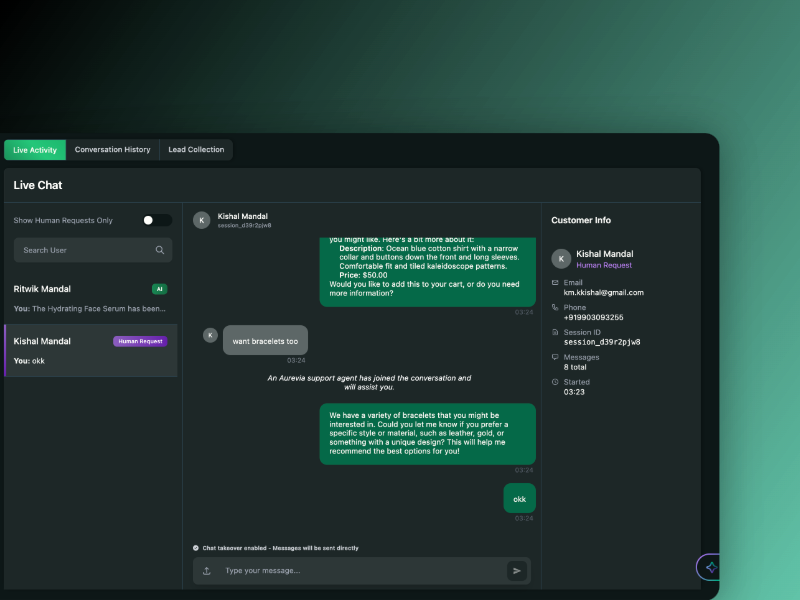 Live Activity
Conversation History
Lead Collection
Live Chat
Show Human Requests Only
Search User
Ritwik Mandal
AI
You: The Hydrating Face Serum has been...
Kishal Mandal
Human Request
You: okk
K
Kishal Mandal
session_d39r2pjw8
you might like. Here's a bit more about it:
Description: Ocean blue cotton shirt with a narrow
collar and buttons down the front and long sleeves.
Comfortable fit and tiled kaleidoscope patterns.
Price: $50.00
Would you like to add this to your cart, or do you need
more information?
03:24
K
want bracelets too
03:24
An Aurevia support agent has joined the conversation and
will assist you.
We have a variety of bracelets that you might be
interested in. Could you let me know if you prefer a
specific style or material, such as leather, gold, or
something with a unique design? This will help me
recommend the best options for you!
03:24
okk
03:24
Chat takeover enabled - Messages will be sent directly
Type your message...
Customer Info
K
Kishal Mandal
Human Request
Email
km.kkishal@gmail.com
Phone
+919903093255
Session ID
session_d39r2pjw8
Messages
8 total
Started
03:23